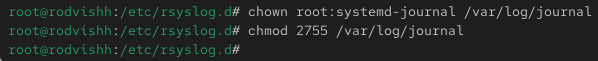 root@rodvishh:/etc/rsyslog.d# chown root:systemd-journal /var/log/journal
root@rodvishh:/etc/rsyslog.d# chmod 2755 /var/log/journal
root@rodvishh:/etc/rsyslog.d#